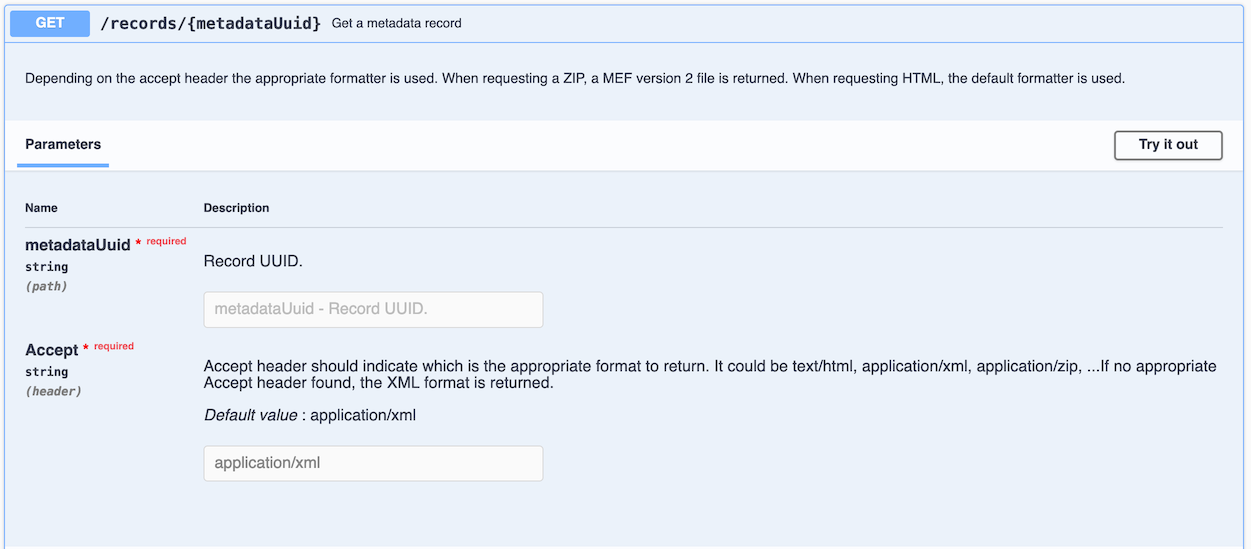 GET /records/{metadataUuid} Get a metadata record
Depending on the accept header the appropriate formatter is used. When requesting a ZIP, a MEF version 2 file is returned. When requesting HTML, the default formatter is used.
Parameters Try it out
Name Description
metadataUuid * required
string
(path)
Record UUID.
metadataUuid - Record UUID.
Accept * required
string
(header)
Accept header should indicate which is the appropriate format to return. It could be text/html, application/xml, application/zip, ...If no appropriate
Accept header found, the XML format is returned.
Default value : application/xml
application/xml